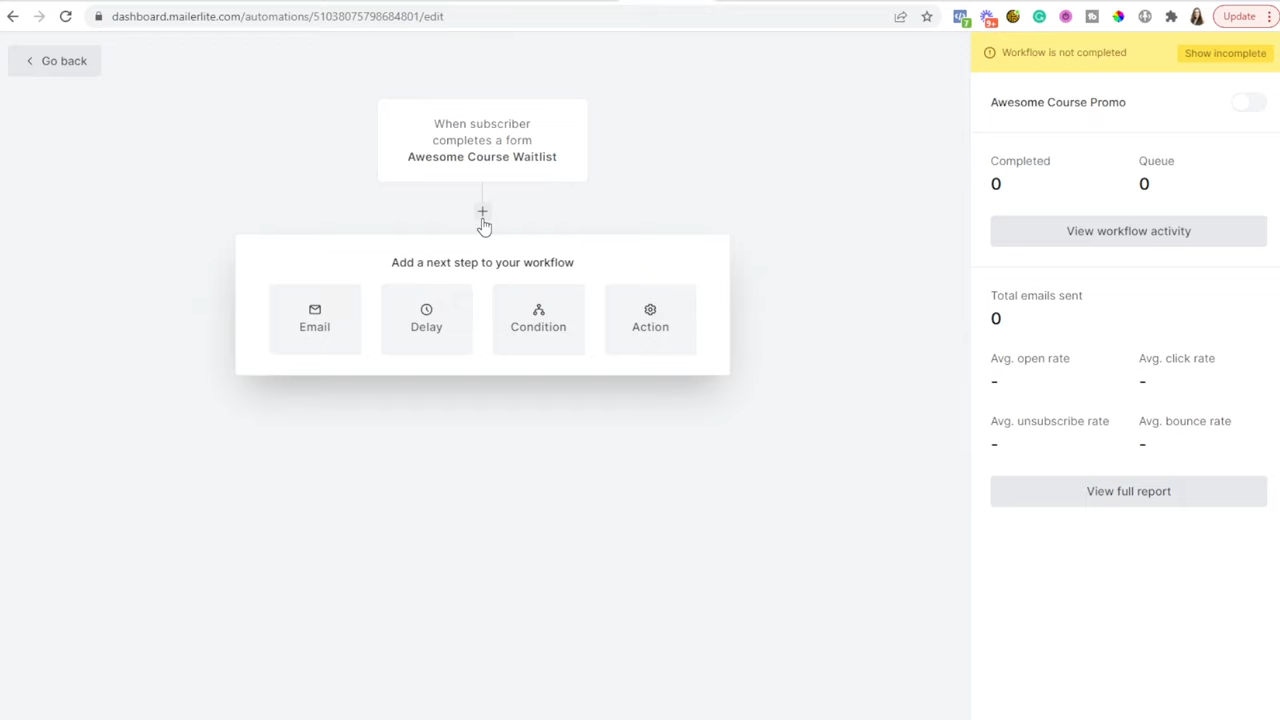 dashboard.mailerlite.com/automations/51038075798684801/edit
7
9+
Update
Go back
Workflow is not completed
Show incomplete
When subscriber
completes a form
Awesome Course Waitlist
Awesome Course Promo
Completed
Queue
0
0
View workflow activity
Add a next step to your workflow
Email
Delay
Condition
Action
Total emails sent
0
Avg. open rate
Avg. click rate
-
-
Avg. unsubscribe rate
Avg. bounce rate
-
-
View full report